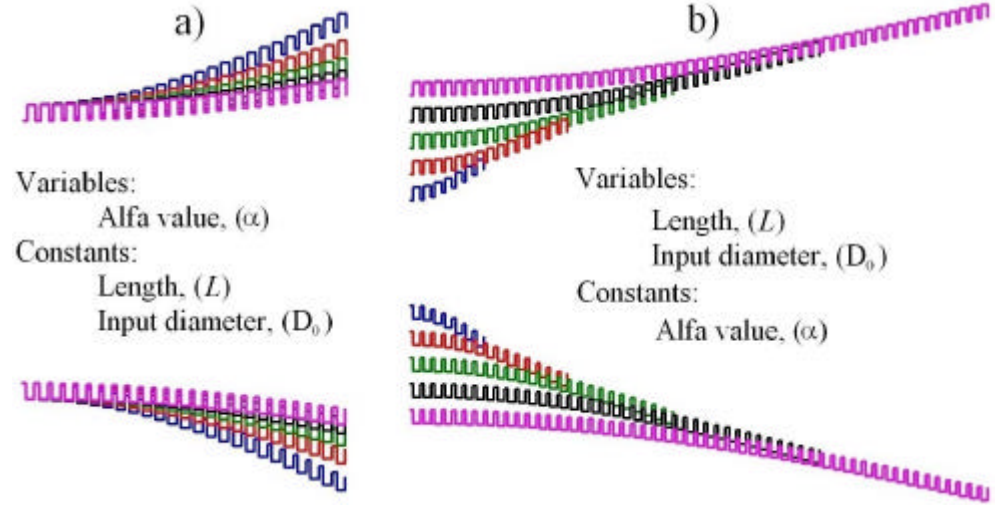 a)
Variables:
Alfa value, (α)
Constants:
Length, (L)
Input diameter, (D₀)
b)
Variables:
Length, (L)
Input diameter, (D₀)
Constants:
Alfa value, (α)